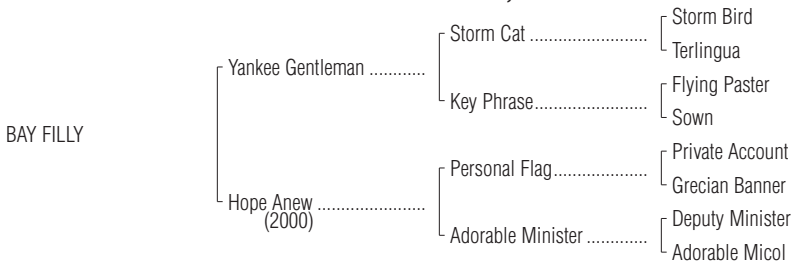 Storm Bird
Storm Cat ..........................
Terlingua
Yankee Gentleman ............
Flying Paster
Key Phrase.........................
Sown
BAY FILLY
Private Account
Personal Flag.....................
Grecian Banner
Hope Anew ........................
(2000)
Deputy Minister
Adorable Minister ..............
Adorable Micol